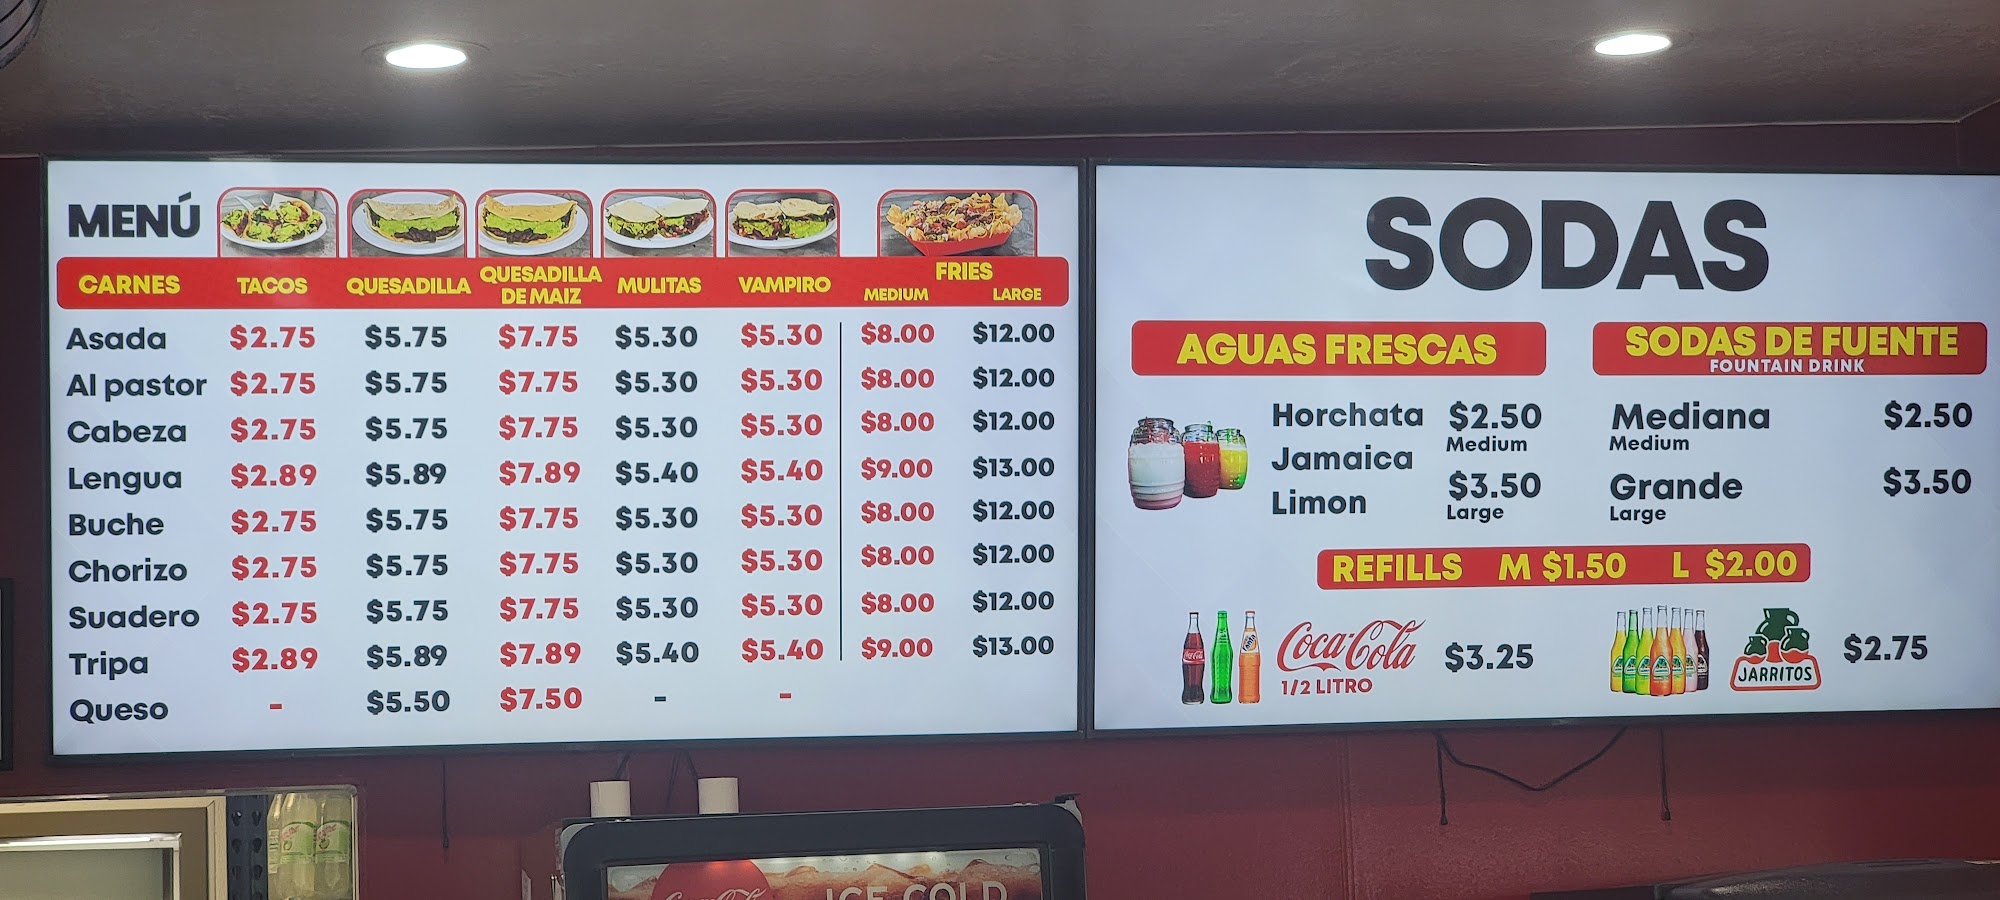 MENÚ
CARNES TACOS QUESADILLA QUESADILLA DE MAIZ MULITAS VAMPIRO FRIES MEDIUM LARGE
Asada $2.75 $5.75 $7.75 $5.30 $5.30 $8.00 $12.00
Al pastor $2.75 $5.75 $7.75 $5.30 $5.30 $8.00 $12.00
Cabeza $2.75 $5.75 $7.75 $5.30 $5.30 $8.00 $12.00
Lengua $2.89 $5.89 $7.89 $5.40 $5.40 $9.00 $13.00
Buche $2.75 $5.75 $7.75 $5.30 $5.30 $8.00 $12.00
Chorizo $2.75 $5.75 $7.75 $5.30 $5.30 $8.00 $12.00
Suadero $2.75 $5.75 $7.75 $5.30 $5.30 $8.00 $12.00
Tripa $2.89 $5.89 $7.89 $5.40 $5.40 $9.00 $13.00
Queso - $5.50 $7.50 - -
SODAS
AGUAS FRESCAS
Horchata $2.50
Medium
Jamaica
$3.50
Limon
Large
SODAS DE FUENTE
FOUNTAIN DRINK
Mediana $2.50
Medium
Grande $3.50
Large
REFILLS M $1.50 L $2.00
Coca-Cola $3.25
1/2 LITRO
JARRITOS $2.75
Coca-Cola
ICE COLD